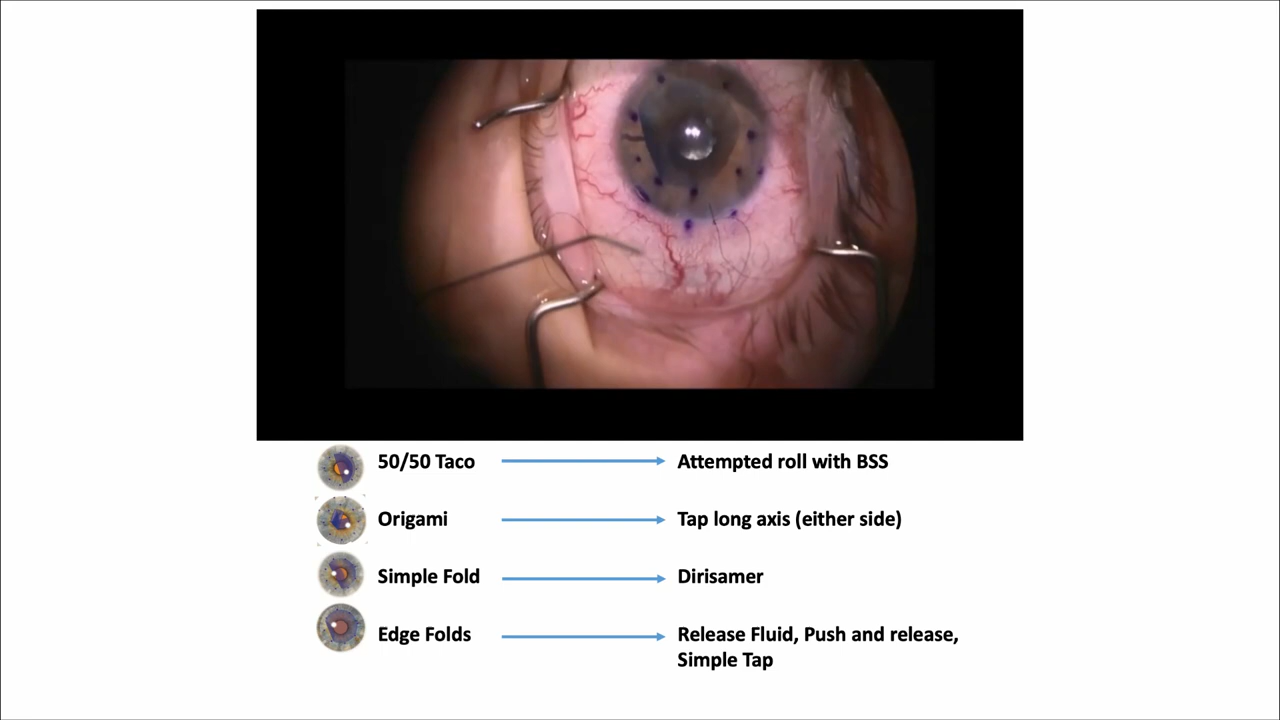 50/50 Taco Attempted roll with BSS
Origami Tap long axis (either side)
Simple Fold Dirisamer
Edge Folds Release Fluid, Push and release,
Simple Tap